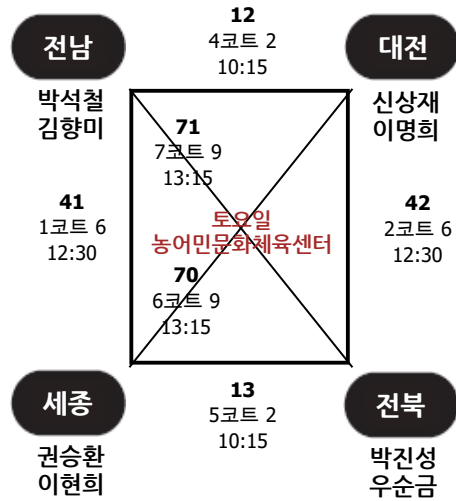 12
4코트 2
10:15
전남
대전
박석철
김향미
신상재
이명희
71
7코트 9
13:15
41
1코트 6
12:30
42
2코트 6
12:30
토요일
농어민문화체육센터
70
6코트 9
13:15
세종
전북
13
5코트 2
10:15
권승환
이현희
박진성
우순금